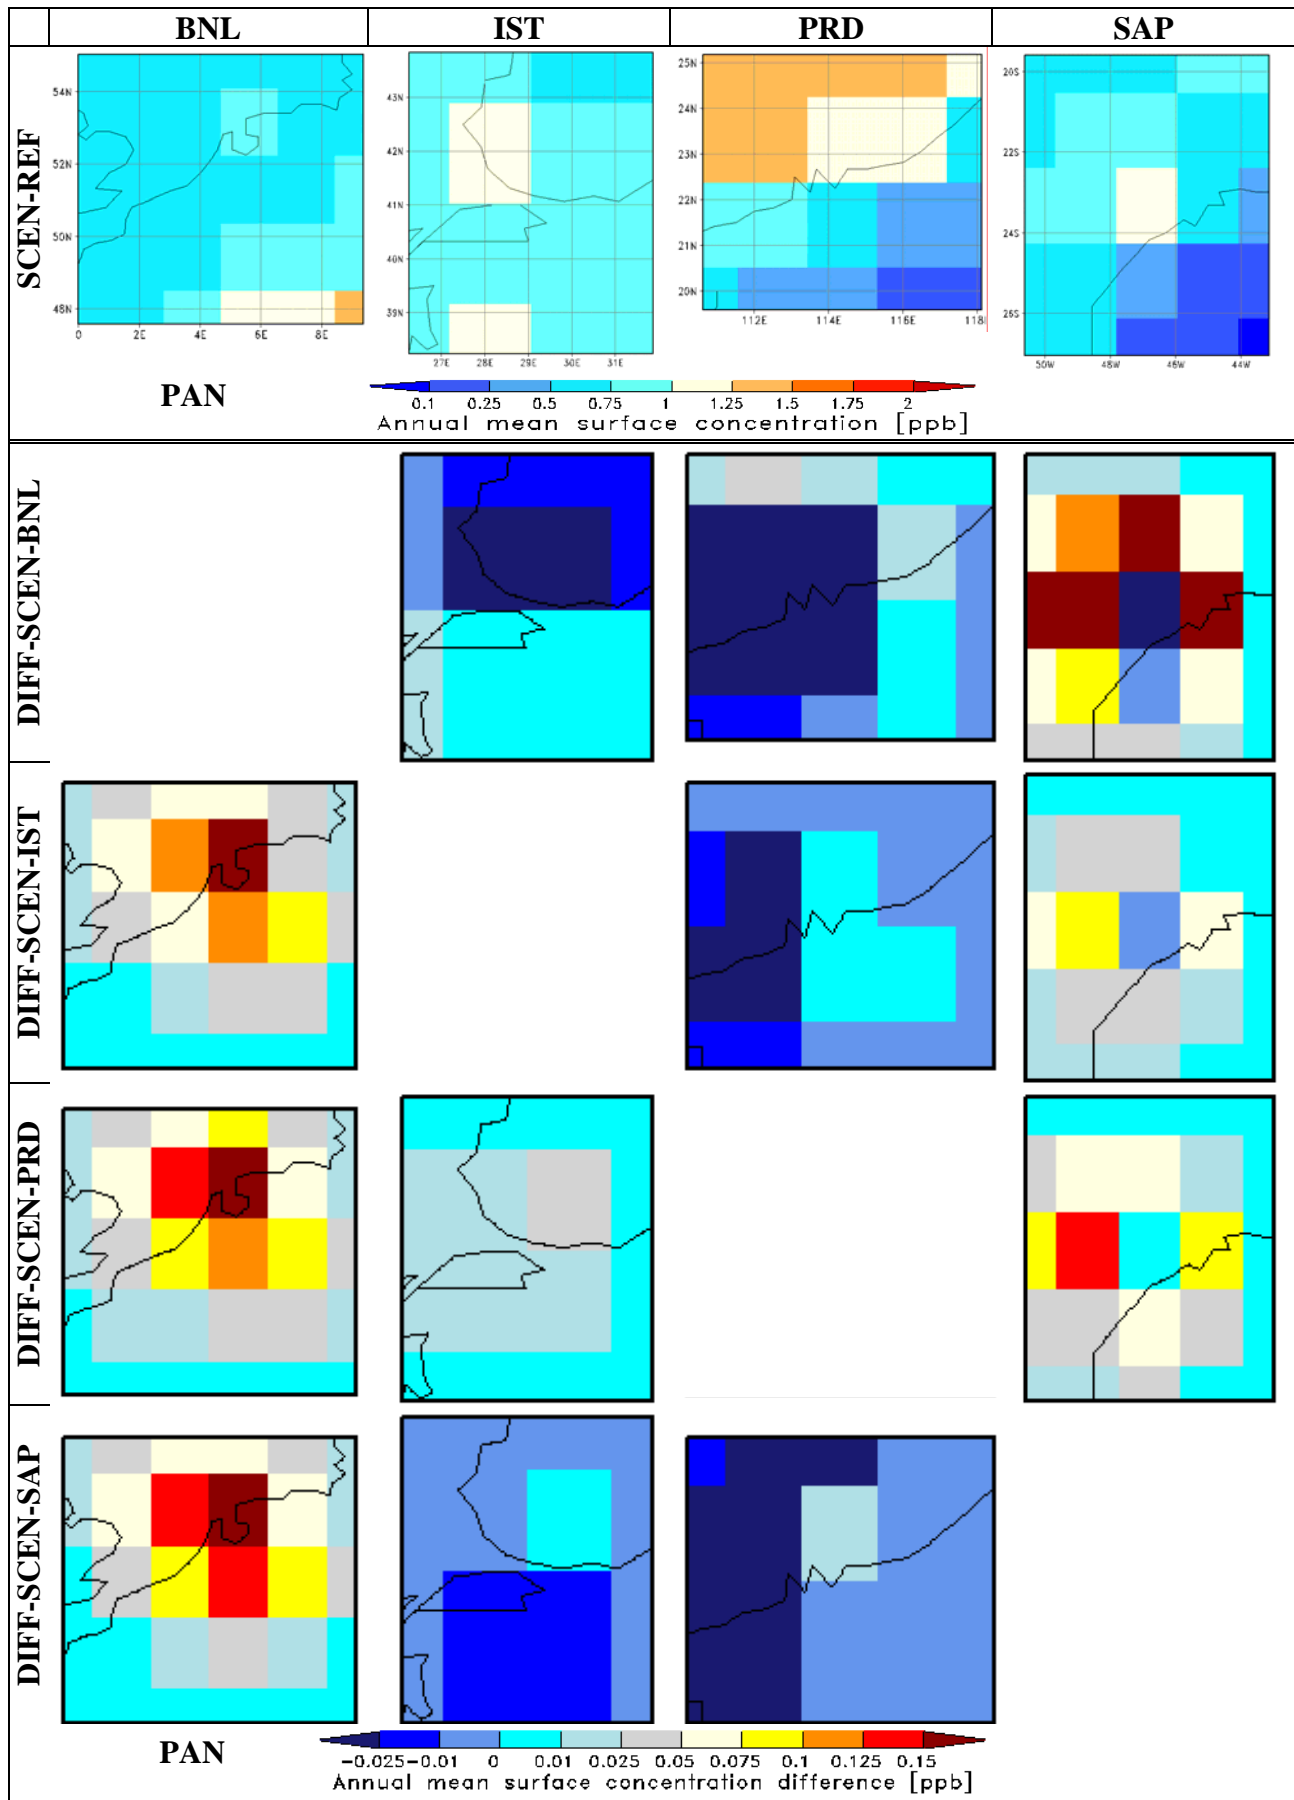 BNL IST PRD SAP
SCEN-REF
54N
52N
50N
48N
0 2E 4E 6E 8E
43N
42N
41N
40N
39N
27E 28E 29E 30E 31E
25N
24N
23N
22N
21N
20N
112E 114E 116E 118
20S
22S
24S
26S
50W 48W 46W 44W
PAN
0.1 0.25 0.5 0.75 1 1.25 1.5 1.75 2
Annual mean surface concentration [ppb]
DIFF-SCEN-BNL
DIFF-SCEN-IST
DIFF-SCEN-PRD
DIFF-SCEN-SAP
PAN
-0.025 -0.01 0 0.01 0.025 0.05 0.075 0.1 0.125 0.15
Annual mean surface concentration difference [ppb]